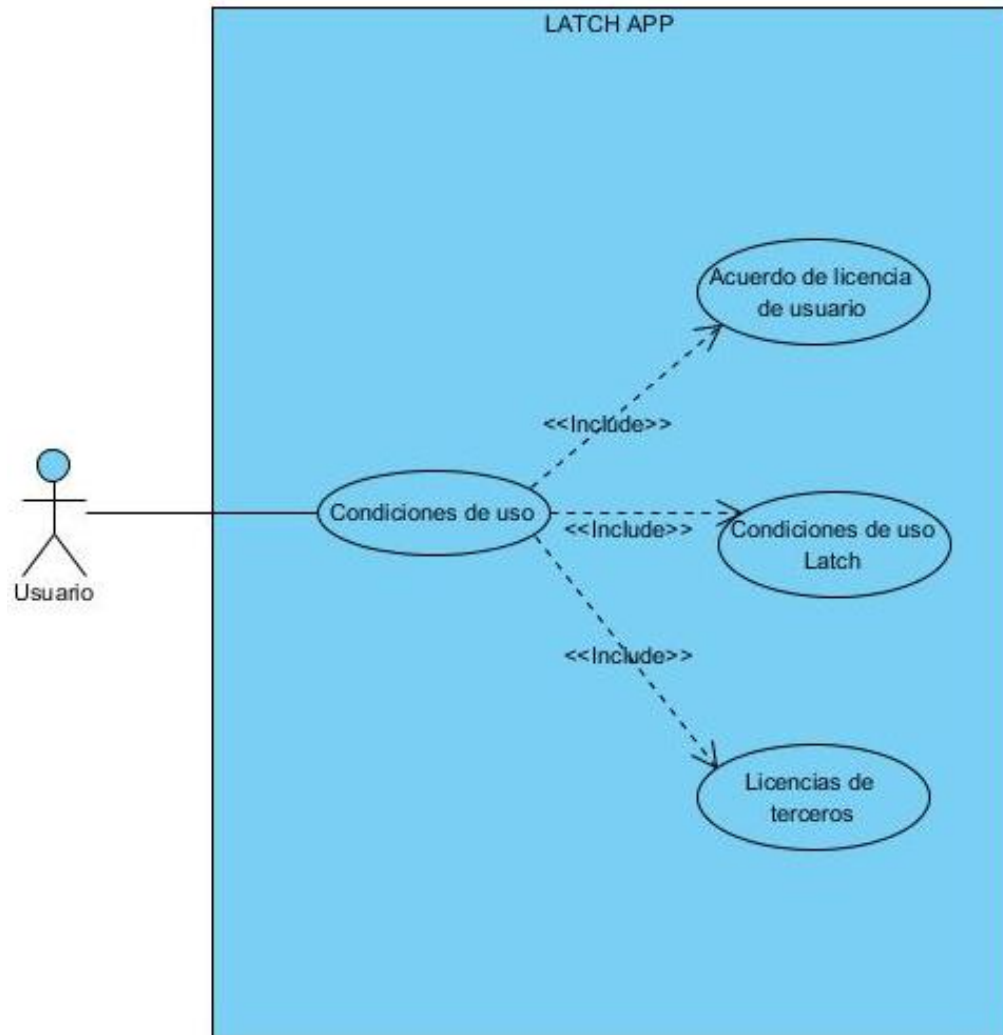 LATCH APP
Acuerdo de licencia
de usuario
<<Include>>
Condiciones de uso
<<Include>>
Condiciones de uso
Latch
Usuario
<<Include>>
Licencias de
terceros